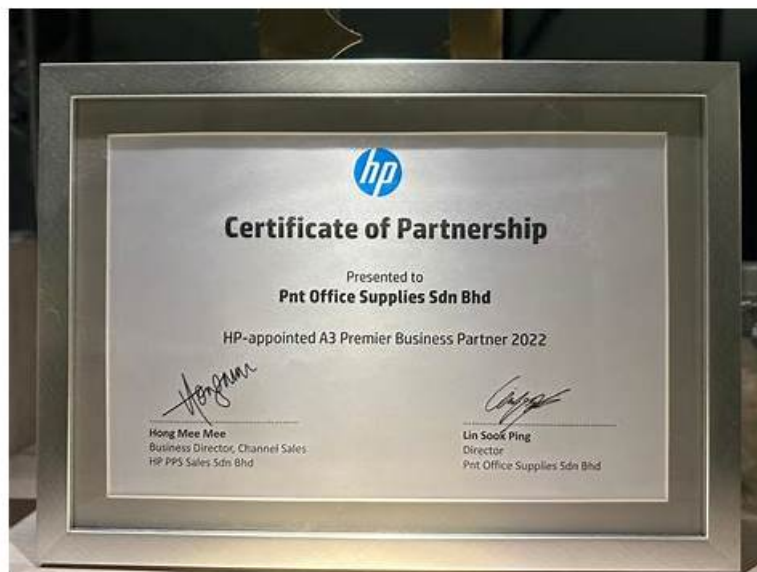 hp
Certificate of Partnership
Presented to
Pnt Office Supplies Sdn Bhd
HP-appointed A3 Premier Business Partner 2022
Hong Mee Mee
Business Director, Channel Sales
HP PPS Sales Sdn Bhd
Lin Sook Ping
Director
Pnt Office Supplies Sdn Bhd